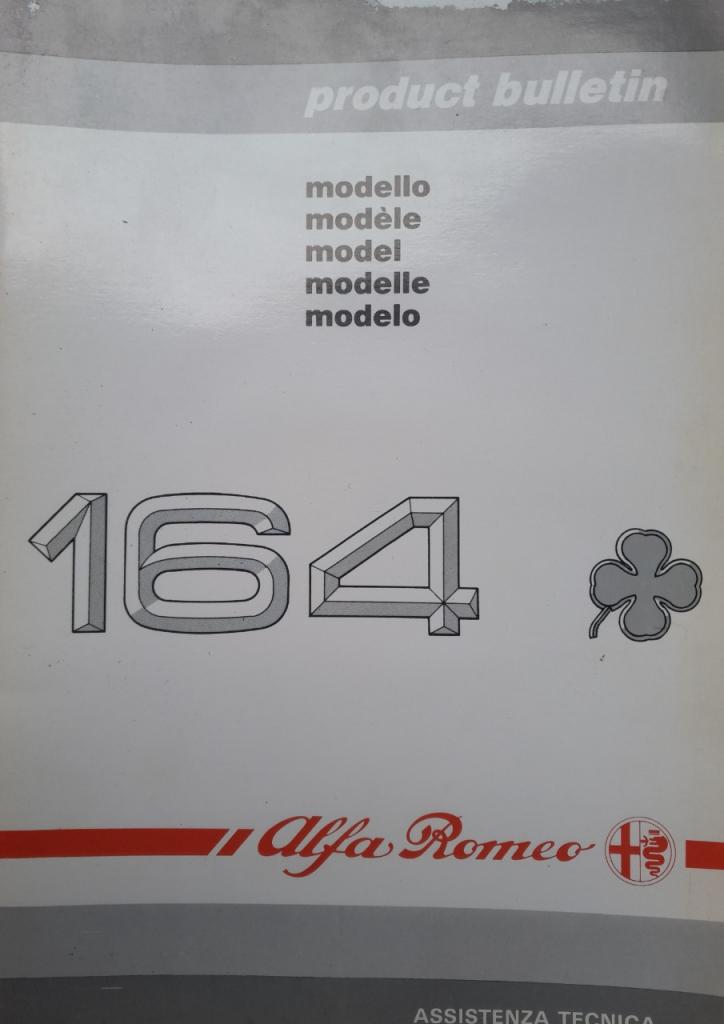 product bulletin
modello
modèle
model
modelle
modelo
164
Alfa Romeo
ASSISTENZA TECNICA